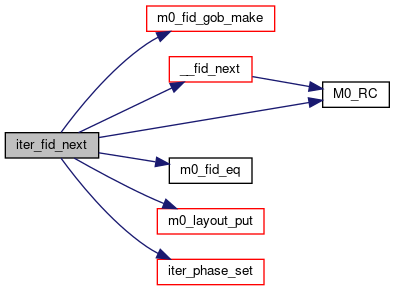 m0_fid_gob_make
__fid_next
M0_RC
iter_fid_next
m0_fid_eq
m0_layout_put
iter_phase_set